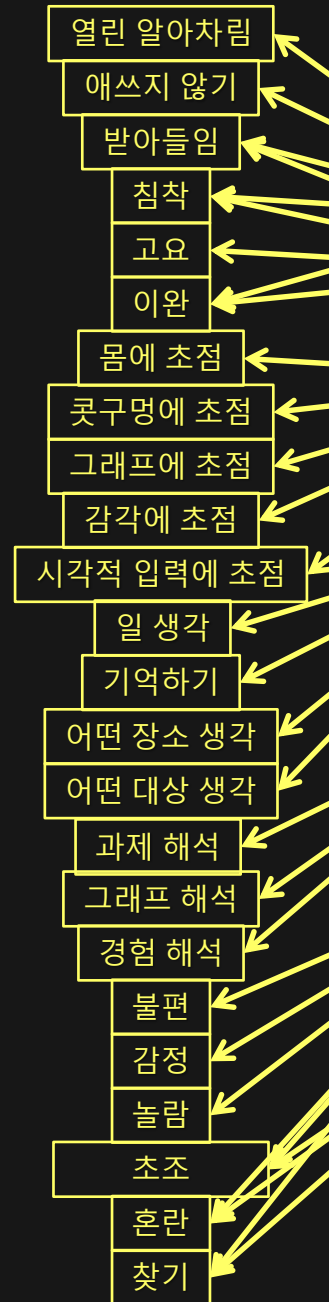 열린 알아차림
애쓰지 않기
받아들임
침착
고요
이완
몸에 초점
콧구멍에 초점
그래프에 초점
감각에 초점
시각적 입력에 초점
일 생각
기억하기
어떤 장소 생각
어떤 대상 생각
과제 해석
그래프 해석
경험 해석
불편
감정
놀람
초조
혼란
찾기